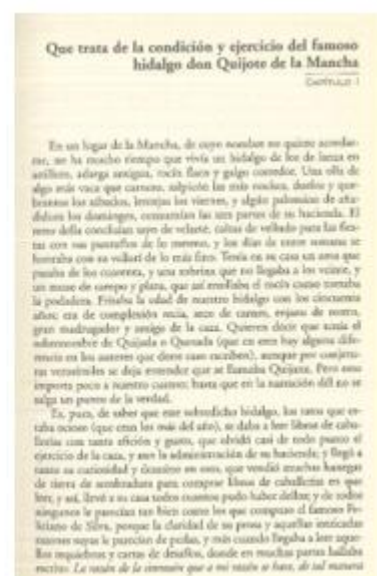 Que trata de la condición y ejercicio del famoso
hidalgo don Quijote de la Mancha
CAPÍTULO I
En un lugar de la Mancha, de cuyo nombre no quiero acordar-
me, no ha mucho tiempo que vivía un hidalgo de los de lanza en
astillero, adarga antigua, rocín flaco y galgo corredor. Una olla de
algo más vaca que carnero, salpicón las más noches, duelos y que-
brantos los sábados, lentejas los viernes, y algún palomino de aña-
didura los domingos, consumían las tres partes de su hacienda. El
resto della concluían sayo de velarte, calzas de velludo para las fies-
tas con sus pantuflos de lo mesmo, y los días de entre semana se
honraba con su vellorí de lo más fino. Tenía en su casa un ama que
pasaba de los cuarenta, y una sobrina que no llegaba a los veinte, y
un mozo de campo y plaza, que así ensillaba el rocín como tomaba
la podadera. Frisaba la edad de nuestro hidalgo con los cincuenta
años; era de complexión recia, seco de carnes, enjuto de rostro,
gran madrugador y amigo de la caza. Quieren decir que tenía el
sobrenombre de Quijada o Quesada (que en esto hay alguna dife-
rencia en los autores que deste caso escriben), aunque por conjetu-
ras verosímiles se deja entender que se llamaba Quijana. Pero esto
importa poco a nuestro cuento; basta que en la narración dél no se
salga un punto de la verdad.
Es, pues, de saber que este sobredicho hidalgo, los ratos que es-
taba ocioso (que eran los más del año), se daba a leer libros de caba-
llerías con tanta afición y gusto, que olvidó casi de todo punto el
ejercicio de la caza, y aun la administración de su hacienda; y llegó a
tanto su curiosidad y desatino en esto, que vendió muchas hanegas
de tierra de sembradura para comprar libros de caballerías en que
leer, y así, llevó a su casa todos cuantos pudo haber dellos; y de todos
ningunos le parecían tan bien como los que compuso el famoso Fe-
liciano de Silva, porque la claridad de su prosa y aquellas intricadas
razones suyas le parecían de perlas, y más cuando llegaba a leer aque-
llos requiebros y cartas de desafíos, donde en muchas partes hallaba
escrito: La razón de la sinrazón que a mi razón se hace, de tal manera